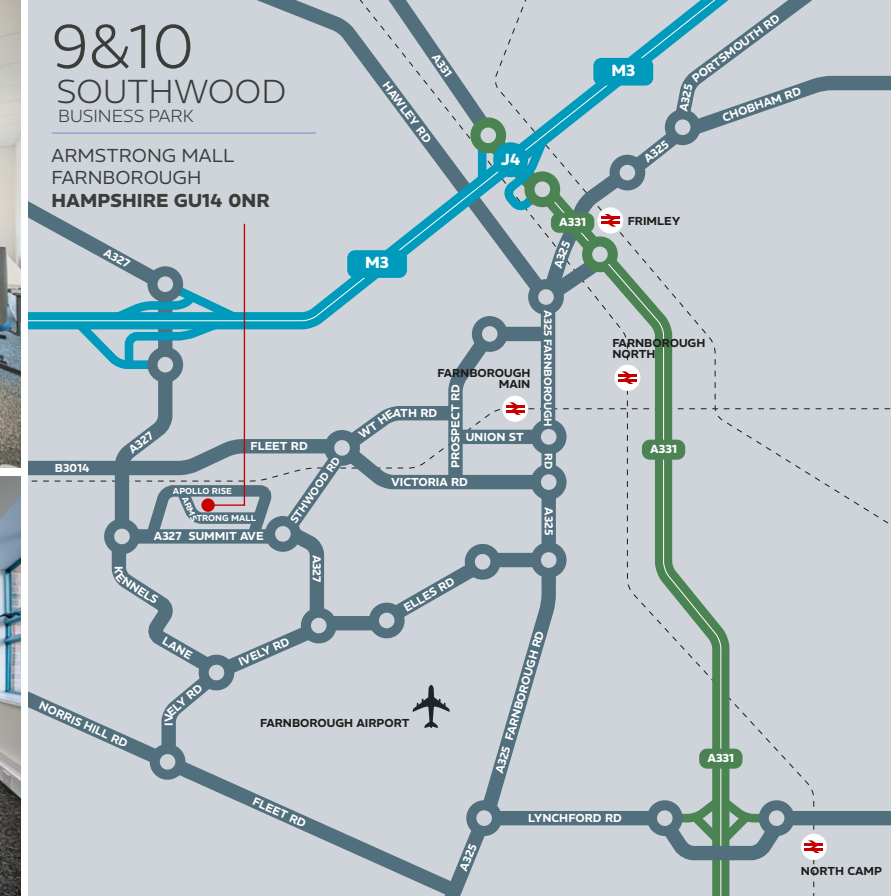 9&10
SOUTHWOOD
BUSINESS PARK
ARMSTRONG MALL
FARNBOROUGH
HAMPSHIRE GU14 0NR
A331
HAWLEY RD
M3
J4
A325 PORTSMOUTH RD
CHOBHAM RD
A325
A331
FRIMLEY
A325
M3
A327
A325 FARNBOROUGH RD
FARNBOROUGH
NORTH
FARNBOROUGH
MAIN
PROSPECT RD
WT HEATH RD
UNION ST
A327
FLEET RD
B3014
VICTORIA RD
A331
STHWOOD RD
APOLLO RISE
ARMSTRONG MALL
A327 SUMMIT AVE
A325
A327
KENNELS
LANE
ELLES RD
IVELY RD
IVELY RD
A325 FARNBOROUGH RD
FARNBOROUGH AIRPORT
NORRIS HILL RD
A331
FLEET RD
LYNCHFORD RD
A325
NORTH CAMP